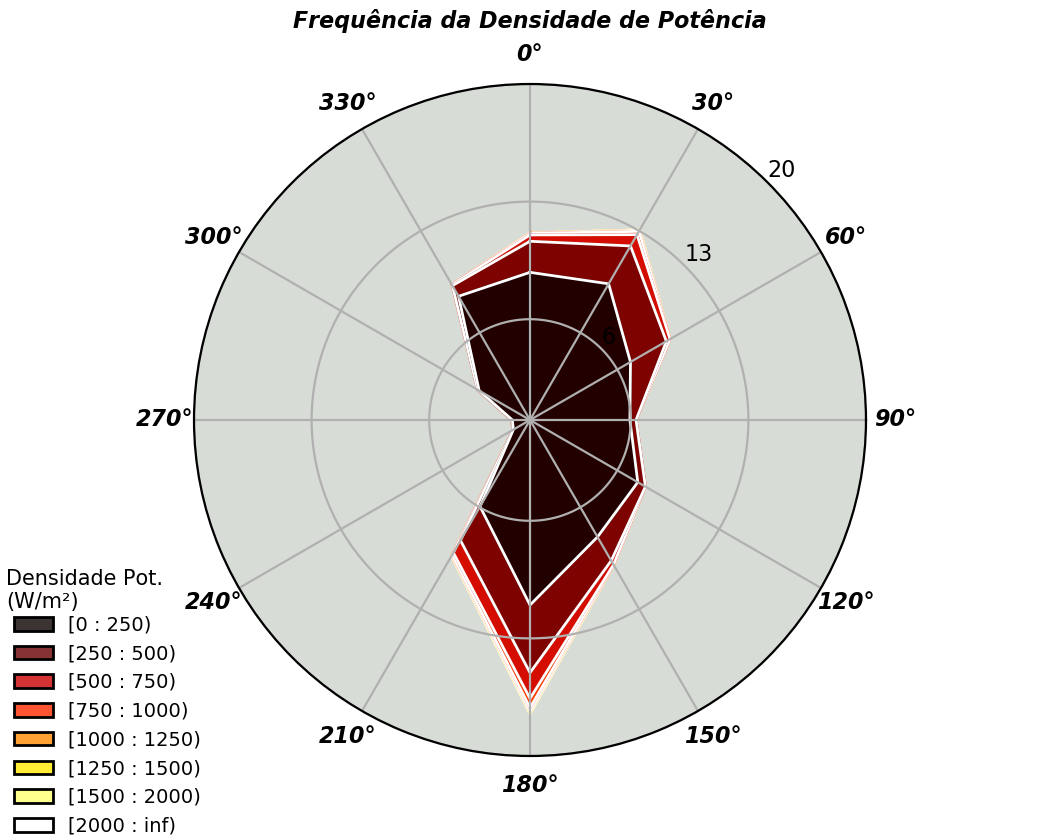 Frequência da Densidade de Potência
0°
330°
30°
20
300°
60°
13
6
270°
90°
240°
120°
210°
150°
180°
Densidade Pot.
(W/m²)
[0 : 250)
[250 : 500)
[500 : 750)
[750 : 1000)
[1000 : 1250)
[1250 : 1500)
[1500 : 2000)
[2000 : inf)